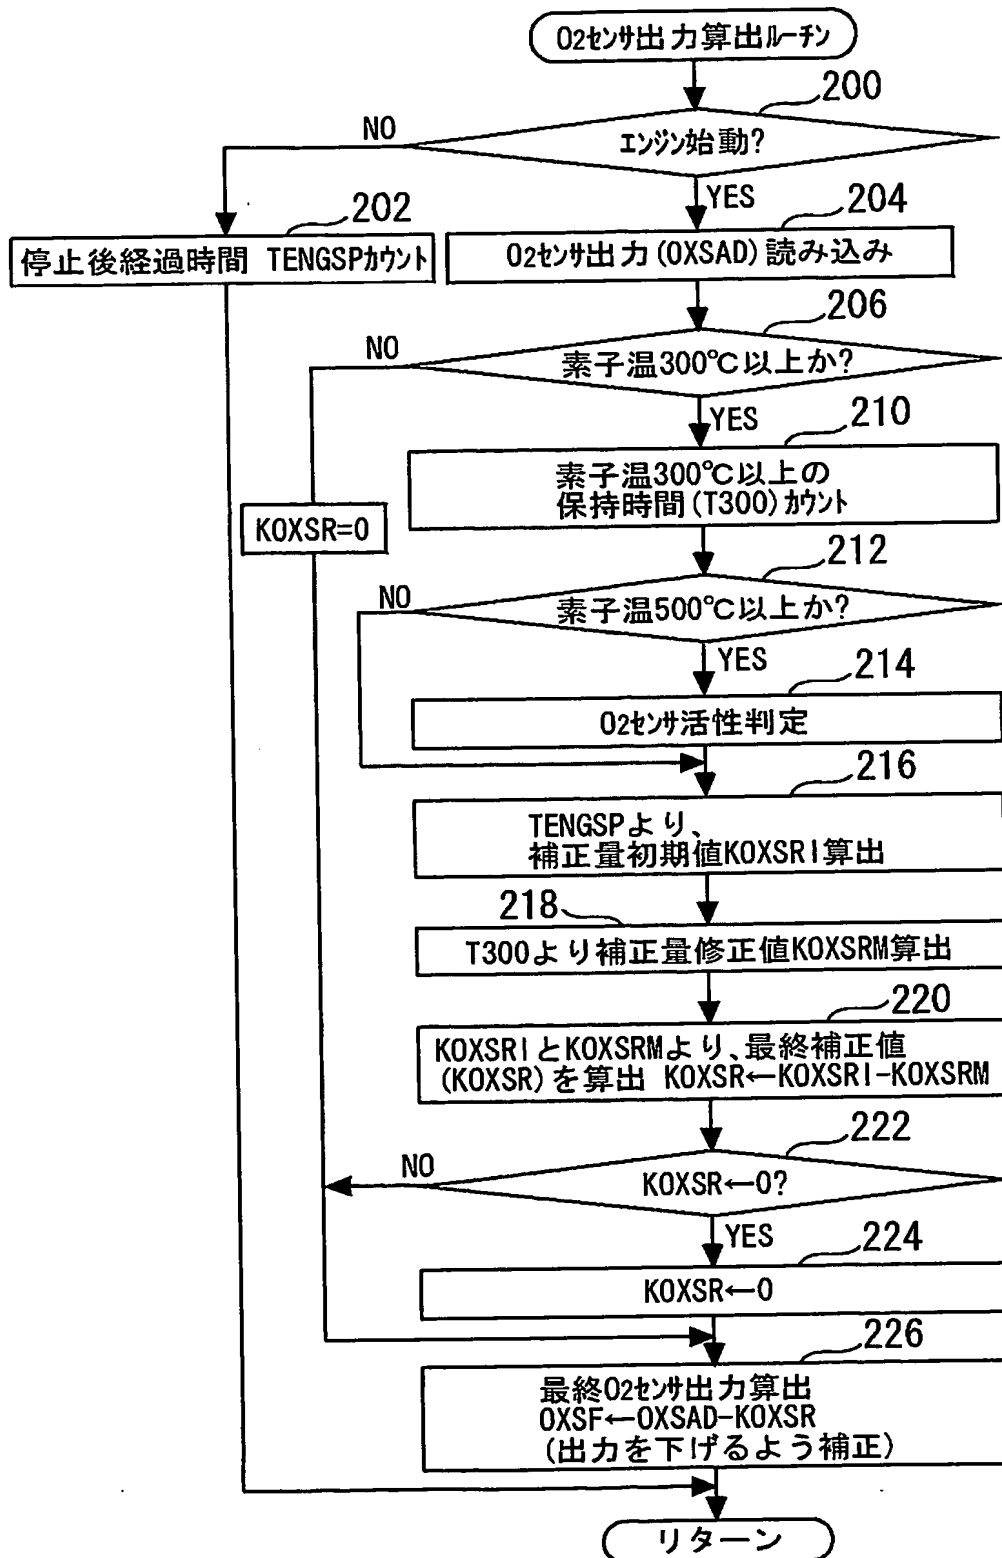 O2センサ出力算出ルーチン
200
エンジン始動?
NO
YES
202
停止後経過時間 TENGSPカウント
204
O2センサ出力(OXSAD)読み込み
206
素子温300℃以上か?
NO
YES
210
素子温300℃以上の
保持時間(T300)カウント
KOXSR=0
212
素子温500℃以上か?
NO
YES
214
O2センサ活性判定
216
TENGSPより、
補正量初期値KOXSRI算出
218
T300より補正量修正値KOXSRM算出
220
KOXSRIとKOXSRMより、最終補正値
(KOXSR)を算出 KOXSR←KOXSRI-KOXSRM
222
KOXSR←0?
NO
YES
224
KOXSR←0
226
最終O2センサ出力算出
OXSF←OXSAD-KOXSR
(出力を下げるよう補正)
リターン